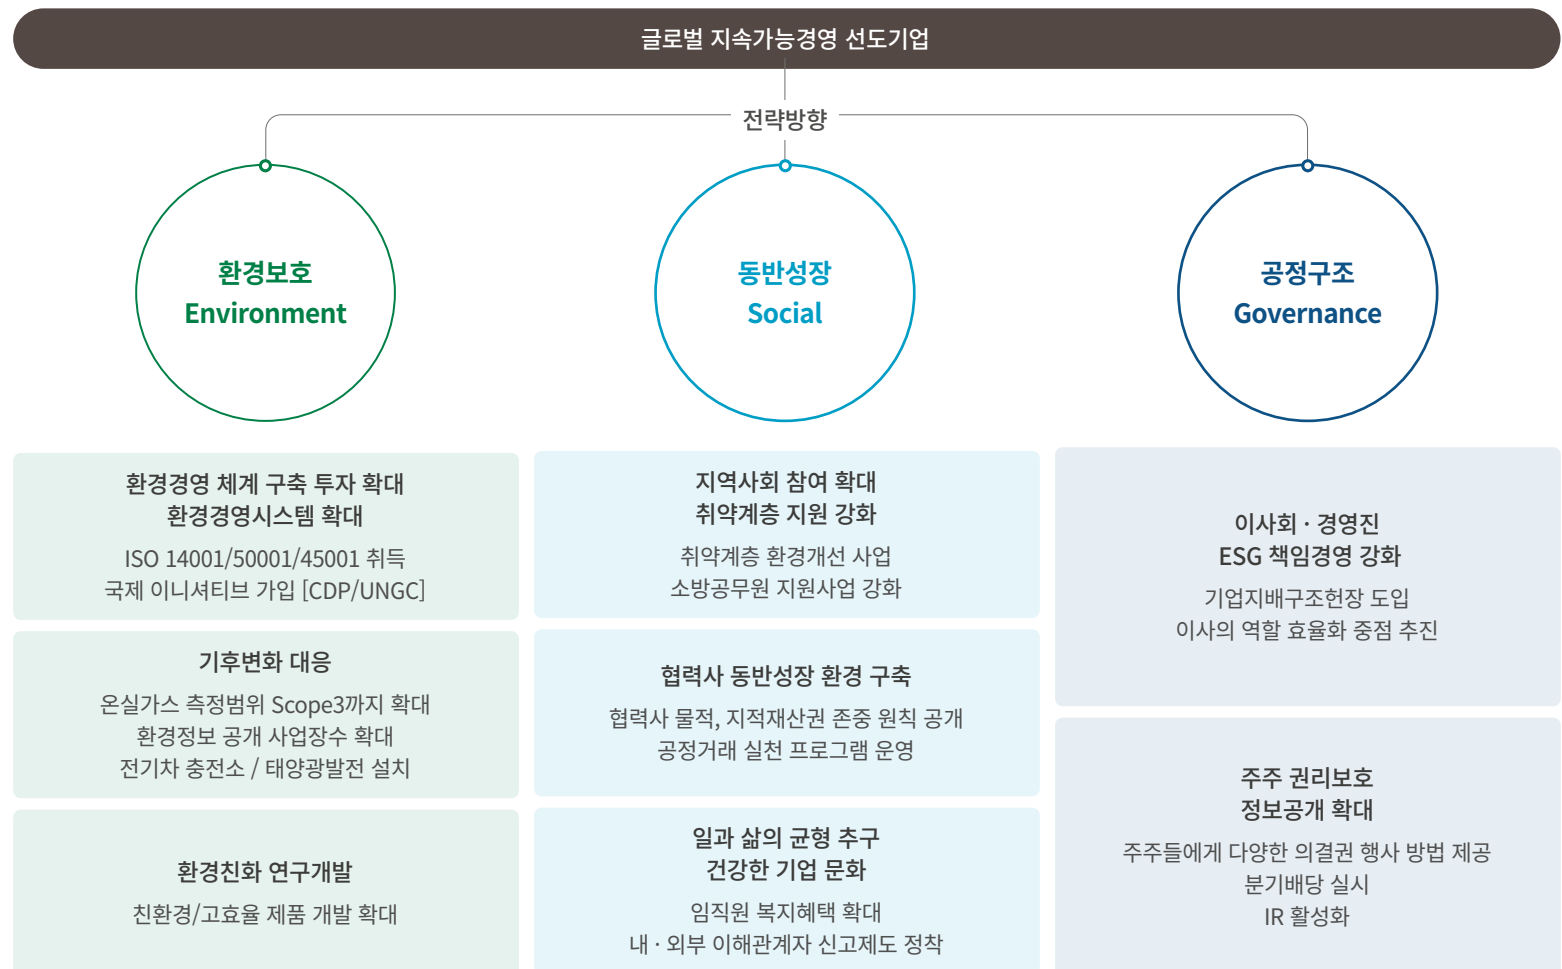 글로벌 지속가능경영 선도기업
전략방향
환경보호
Environment
동반성장
Social
공정구조
Governance
환경경영 체계 구축 투자 확대
환경경영시스템 확대
ISO 14001/50001/45001 취득
국제 이니셔티브 가입 [CDP/UNGC]
기후변화 대응
온실가스 측정범위 Scope3까지 확대
환경정보 공개 사업장수 확대
전기차 충전소 / 태양광발전 설치
환경친화 연구개발
친환경/고효율 제품 개발 확대
지역사회 참여 확대
취약계층 지원 강화
취약계층 환경개선 사업
소방공무원 지원사업 강화
협력사 동반성장 환경 구축
협력사 물적, 지적재산권 존중 원칙 공개
공정거래 실천 프로그램 운영
일과 삶의 균형 추구
건강한 기업 문화
임직원 복지혜택 확대
내 · 외부 이해관계자 신고제도 정착
이사회 · 경영진
ESG 책임경영 강화
기업지배구조헌장 도입
이사의 역할 효율화 중점 추진
주주 권리보호
정보공개 확대
주주들에게 다양한 의결권 행사 방법 제공
분기배당 실시
IR 활성화